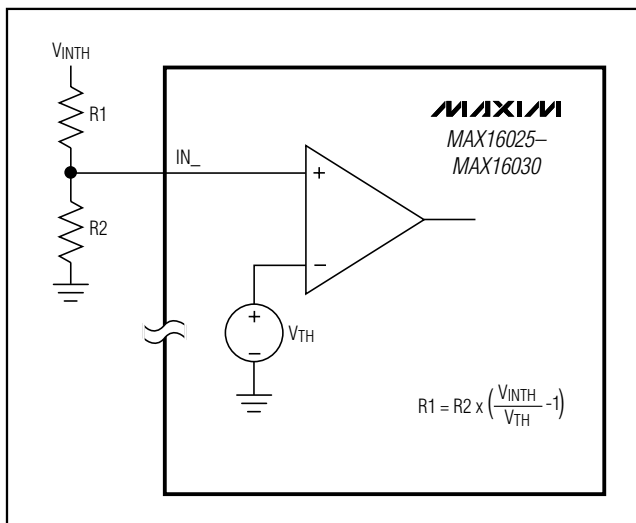 VINTH
R1
R2
IN_
+
−
+
−
VTH
MAXIM
MAX16025–
MAX16030
R1 = R2 x (VINTH/VTH -1)